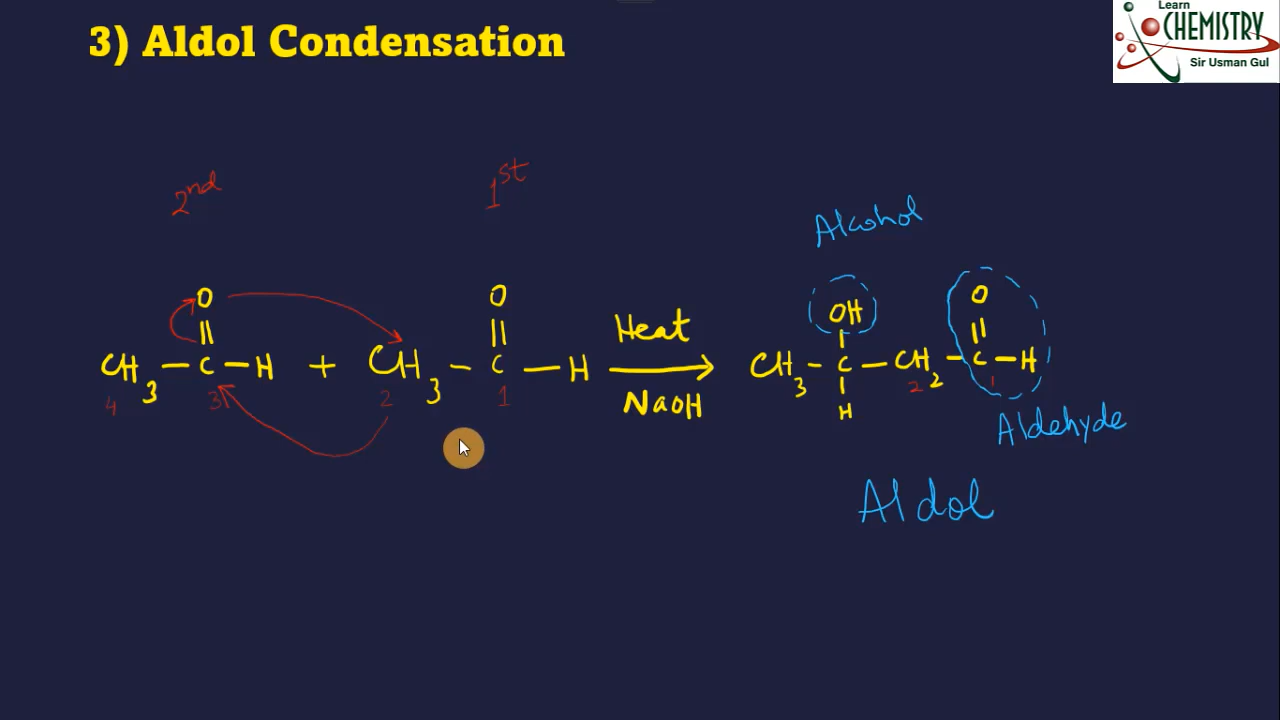 3) Aldol Condensation
Learn
CHEMISTRY
Sir Usman Gul
2nd
1st
Alcohol
O
O
OH
O
||
||
||
CH3 — C — H + CH3 — C — H
Heat
NaOH
CH3 — C — CH2 — C — H
4 3 2 1
2 1
H
Aldehyde
Aldol